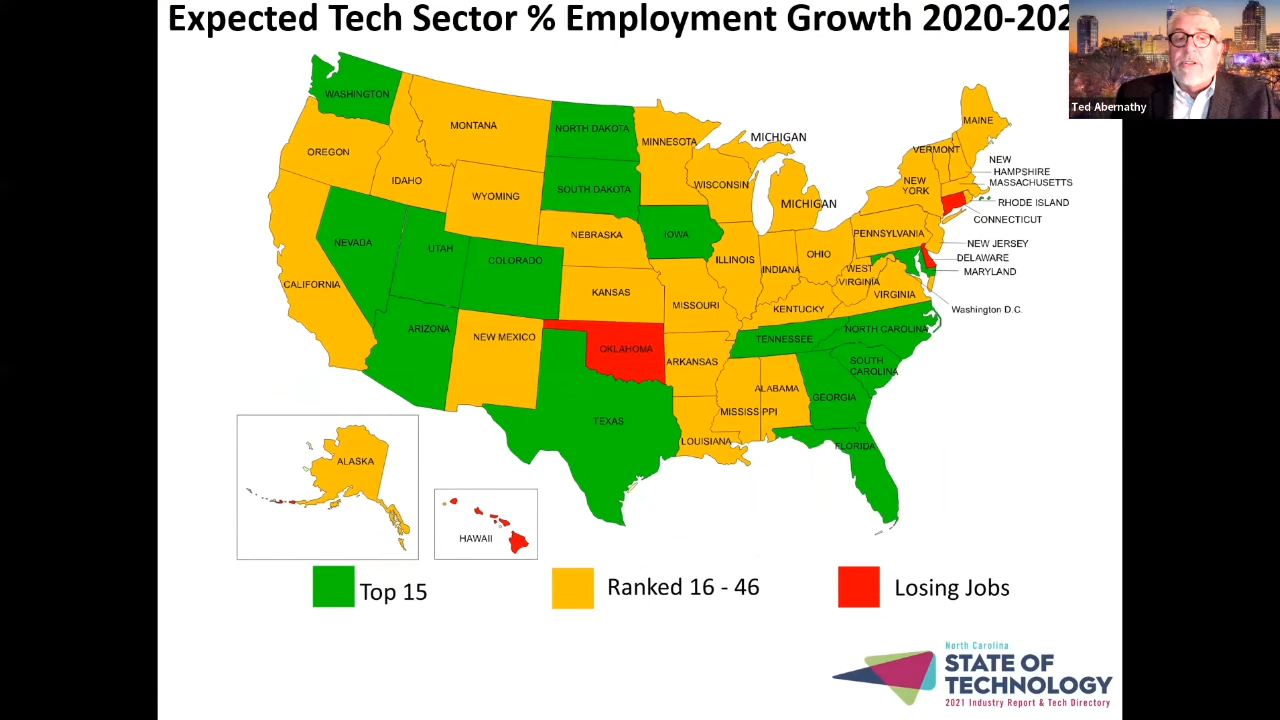 Expected Tech Sector % Employment Growth 2020-202
Ted Abernathy
WASHINGTON
MONTANA
NORTH DAKOTA
MINNESOTA
MICHIGAN
MAINE
OREGON
IDAHO
WYOMING
SOUTH DAKOTA
WISCONSIN
MICHIGAN
VERMONT
NEW
HAMPSHIRE
NEW
YORK
MASSACHUSETTS
RHODE ISLAND
CONNECTICUT
NEVADA
UTAH
COLORADO
NEBRASKA
IOWA
ILLINOIS
INDIANA
OHIO
PENNSYLVANIA
NEW JERSEY
DELAWARE
MARYLAND
CALIFORNIA
KANSAS
MISSOURI
KENTUCKY
WEST
VIRGINIA
VIRGINIA
Washington D.C.
ARIZONA
NEW MEXICO
OKLAHOMA
ARKANSAS
TENNESSEE
NORTH CAROLINA
SOUTH
CAROLINA
TEXAS
LOUISIANA
MISSISSIPPI
ALABAMA
GEORGIA
FLORIDA
ALASKA
HAWAII
Top 15
Ranked 16 - 46
Losing Jobs
North Carolina
STATE OF
TECHNOLOGY
2021 Industry Report & Tech Directory